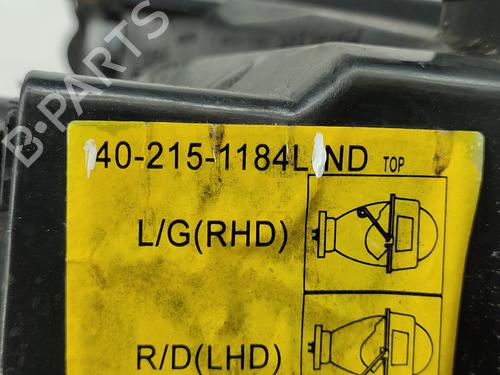 40-215-1184L ND TOP
L/G(RHD)
R/D(LHD)
B-PARTS